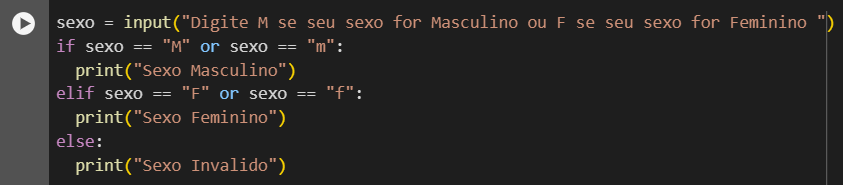 sexo = input("Digite M se seu sexo for Masculino ou F se seu sexo for Feminino ")
if sexo == "M" or sexo == "m":
  print("Sexo Masculino")
elif sexo == "F" or sexo == "f":
  print("Sexo Feminino")
else:
  print("Sexo Invalido")